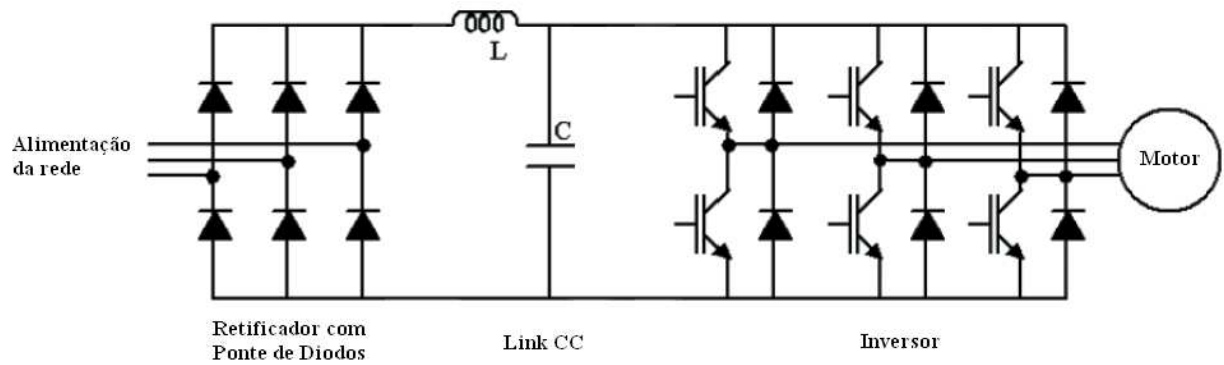 L
C
Alimentação
da rede
Motor
Retificador com
Ponte de Diodos
Link CC
Inversor